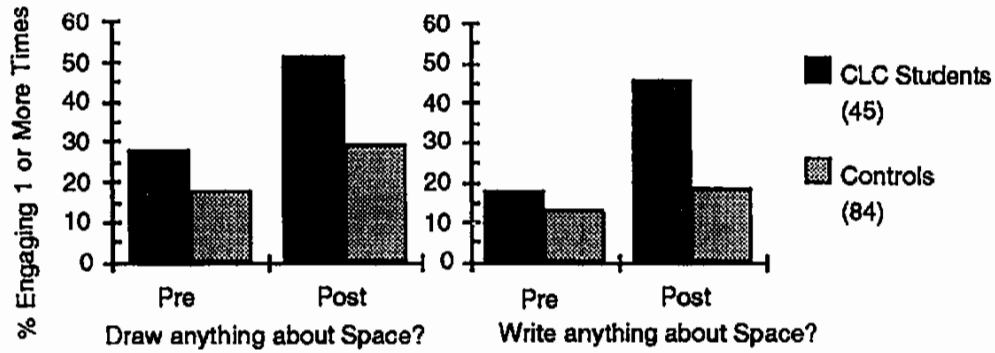 % Engaging 1 or More Times
60
50
40
30
20
10
0
Pre Post
Draw anything about Space?
60
50
40
30
20
10
0
Pre Post
Write anything about Space?
CLC Students
(45)
Controls
(84)